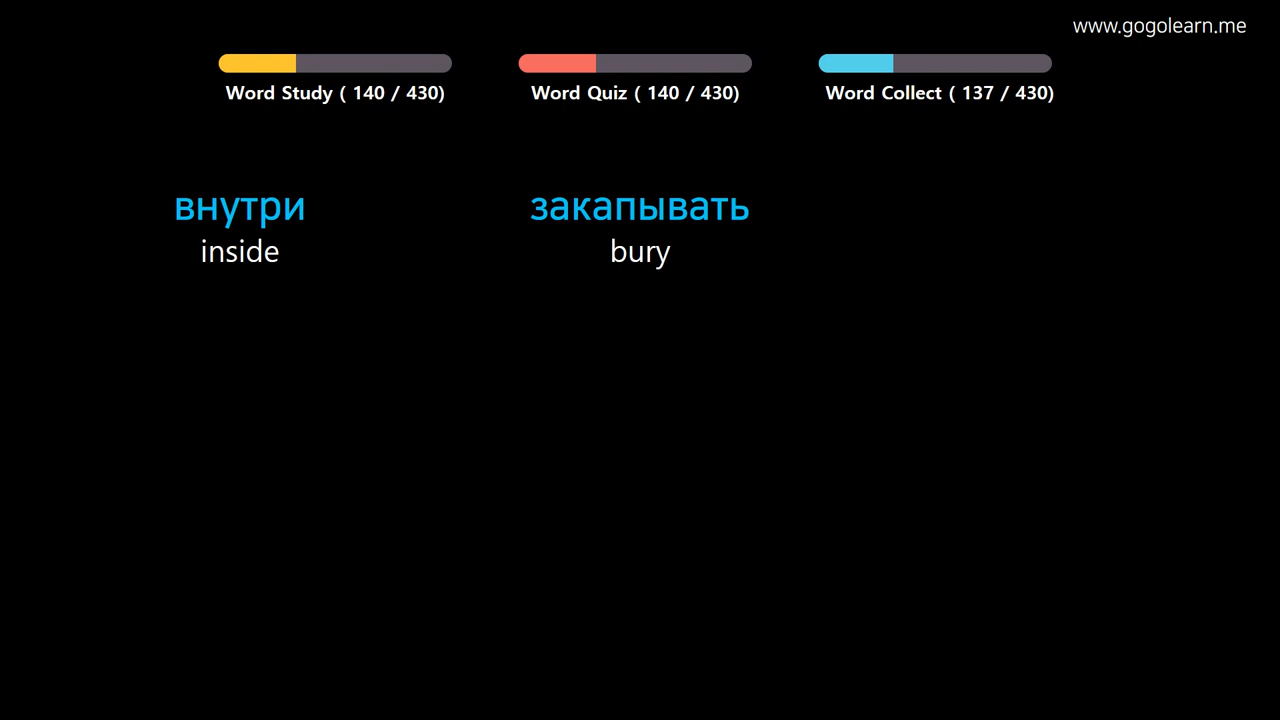 www.gogolearn.me
Word Study ( 140 / 430)
Word Quiz ( 140 / 430)
Word Collect ( 137 / 430)
внутри
inside
закапывать
bury